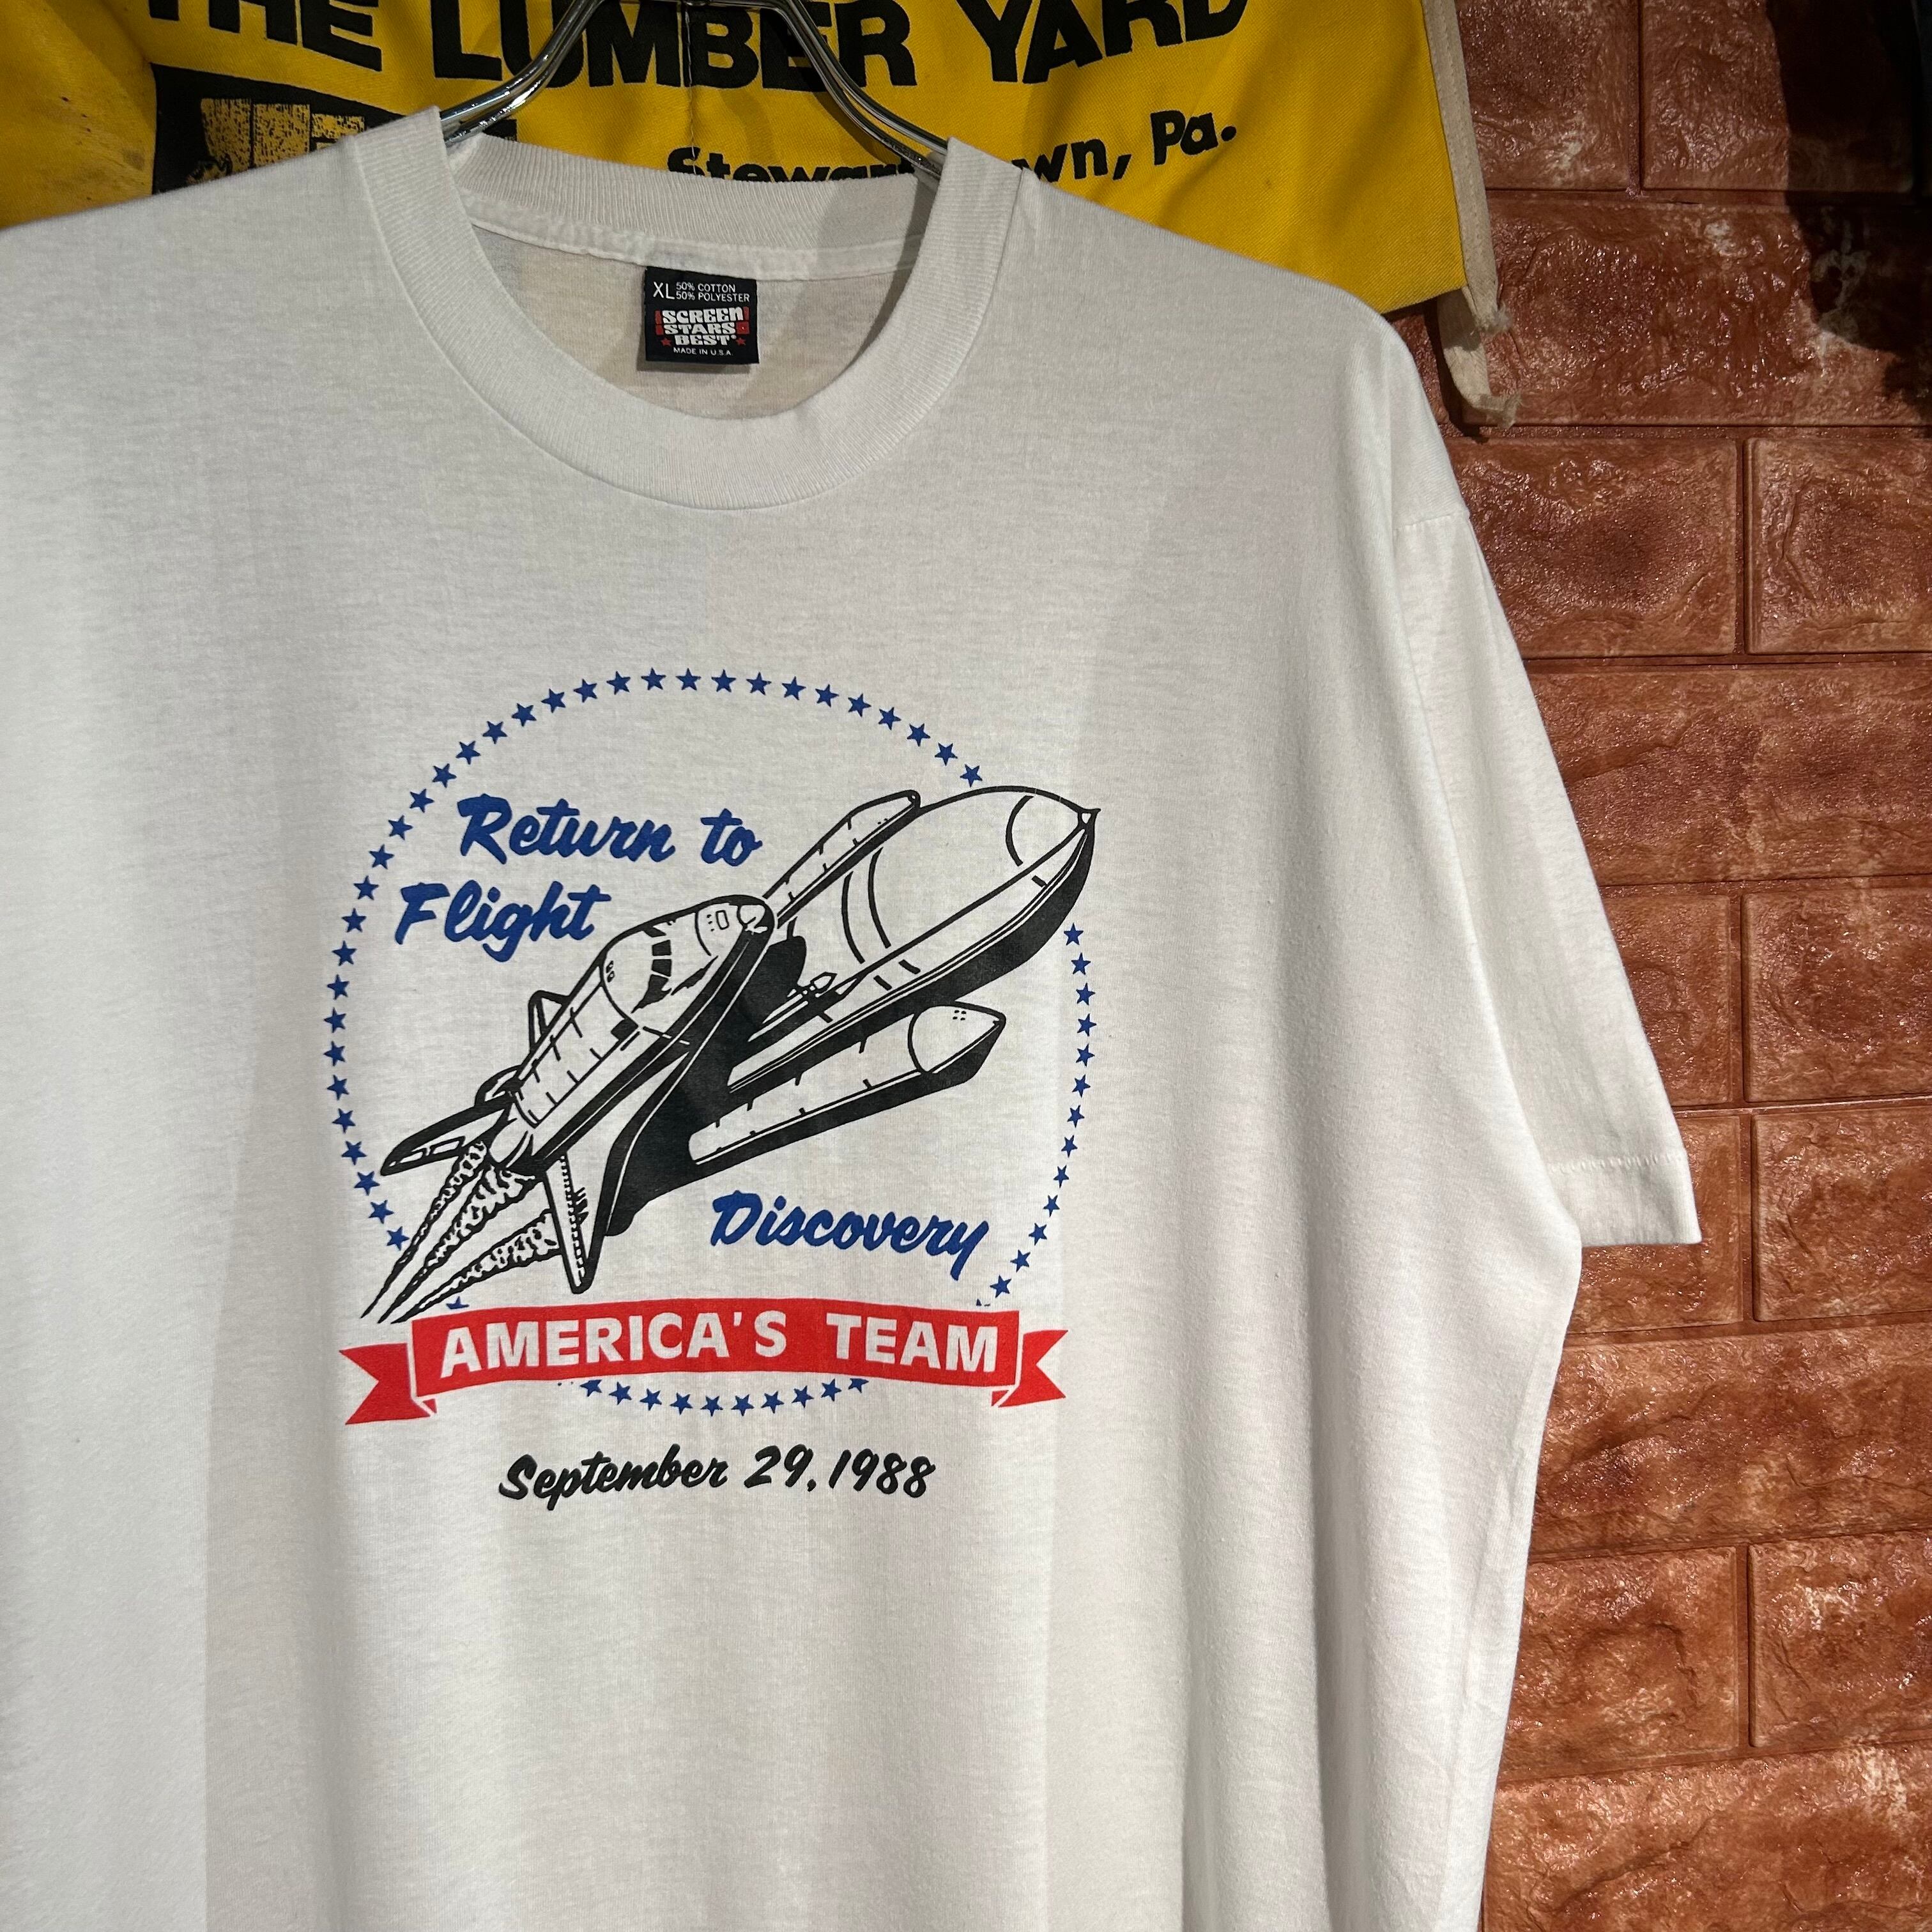 THE LUMBER YARD
wn, Pa.
XL 50% COTTON
50% POLYESTER
SCREEN
STARS
BEST
MADE IN U.S.A.
Return to
Flight
Discovery
AMERICA'S TEAM
September 29, 1988